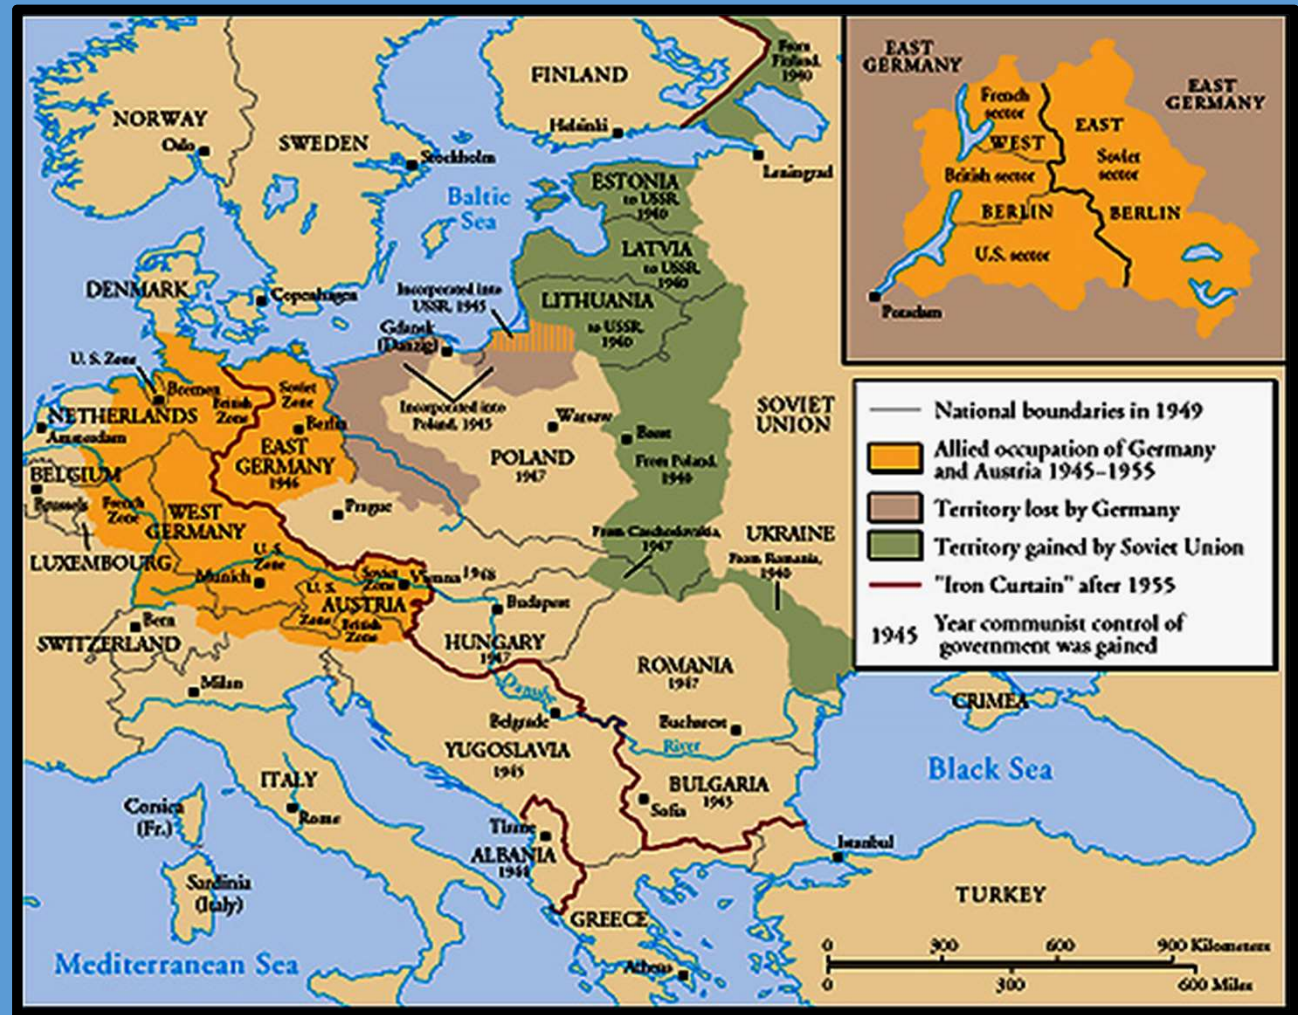 From
Finland,
1940
FINLAND
NORWAY
Oslo
SWEDEN
Helsinki
Stockholm
Leningrad
Baltic
Sea
ESTONIA
to USSR
1940
LATVIA
to USSR,
1940
DENMARK
Copenhagen
Incorporated into
USSR, 1945
LITHUANIA
to USSR,
1940
Gdansk
(Danzig)
U. S. Zone
Bremen
British
Zone
Soviet
Zone
NETHERLANDS
Amsterdam
Berlin
Incorporated into
Poland, 1945
Warsaw
Brest
SOVIET
UNION
EAST
GERMANY
1946
POLAND
1947
From Poland,
1940
BELGIUM
Brussels
French
Zone
WEST
GERMANY
Prague
From Czechoslovakia,
1947
UKRAINE
From Romania,
1940
LUXEMBOURG
U. S.
Zone
Munich
Soviet
Zone
Vienna
1948
U. S.
Zone
AUSTRIA
British
Zone
Budapest
Bern
SWITZERLAND
HUNGARY
1947
ROMANIA
1947
Milan
Danube
Belgrade
Bucharest
River
CRIMEA
YUGOSLAVIA
1945
BULGARIA
1945
Sofia
Black Sea
ITALY
Corsica
(Fr.)
Rome
Tirane
ALBANIA
Istanbul
Sardinia
(Italy)
TURKEY
GREECE
Athens
Mediterranean Sea
0 300 600 900 Kilometers
0 300 600 Miles
EAST
GERMANY
EAST
GERMANY
French
sector
WEST
EAST
Soviet
sector
British sector
BERLIN
BERLIN
U.S. sector
Potsdam
National boundaries in 1949
Allied occupation of Germany
and Austria 1945–1955
Territory lost by Germany
Territory gained by Soviet Union
"Iron Curtain" after 1955
1945 Year communist control of
government was gained